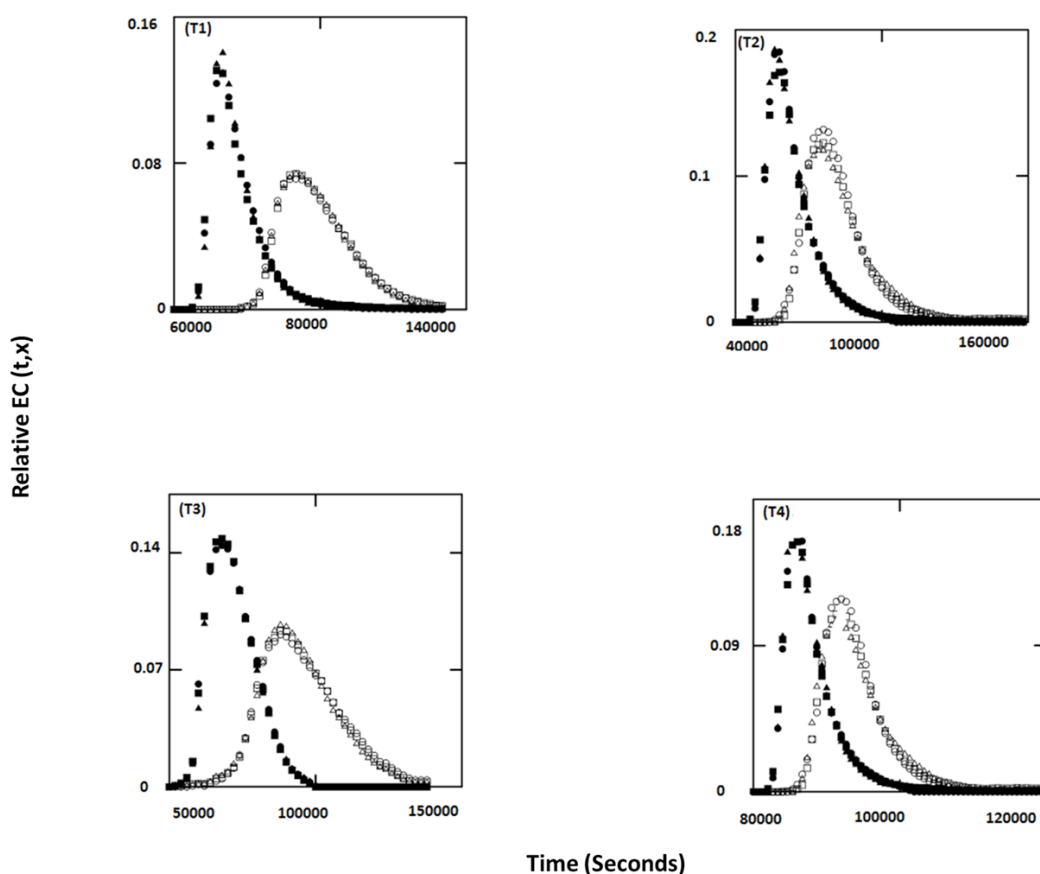 0.16
(T1)
0.08
0
60000 80000 140000
0.2
(T2)
0.1
0
40000 100000 160000
Relative EC (t,x)
(T3)
0.14
0.07
0
50000 100000 150000
(T4)
0.18
0.09
0
80000 100000 120000
Time (Seconds)